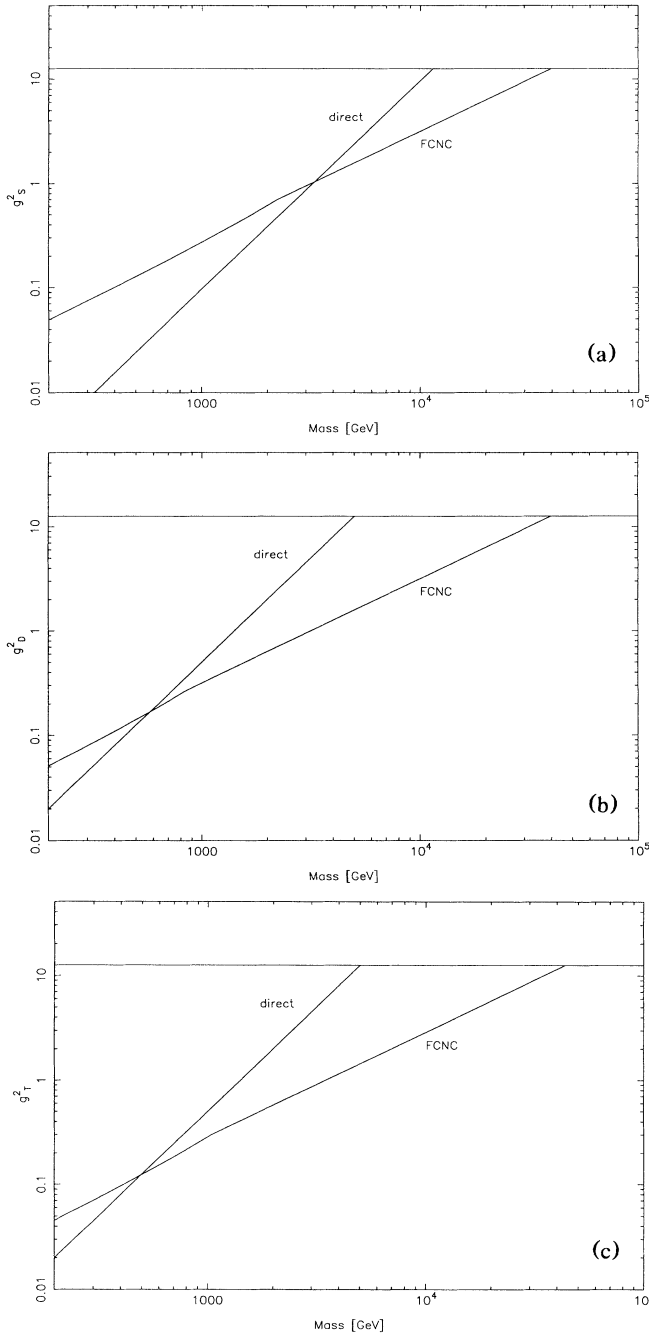 10
1
0.1
0.01
g²S
direct
FCNC
(a)
1000
10⁴
10⁵
Mass [GeV]
10
1
0.1
0.01
g²D
direct
FCNC
(b)
1000
10⁴
10⁵
Mass [GeV]
10
1
0.1
0.01
g²T
direct
FCNC
(c)
1000
10⁴
10
Mass [GeV]